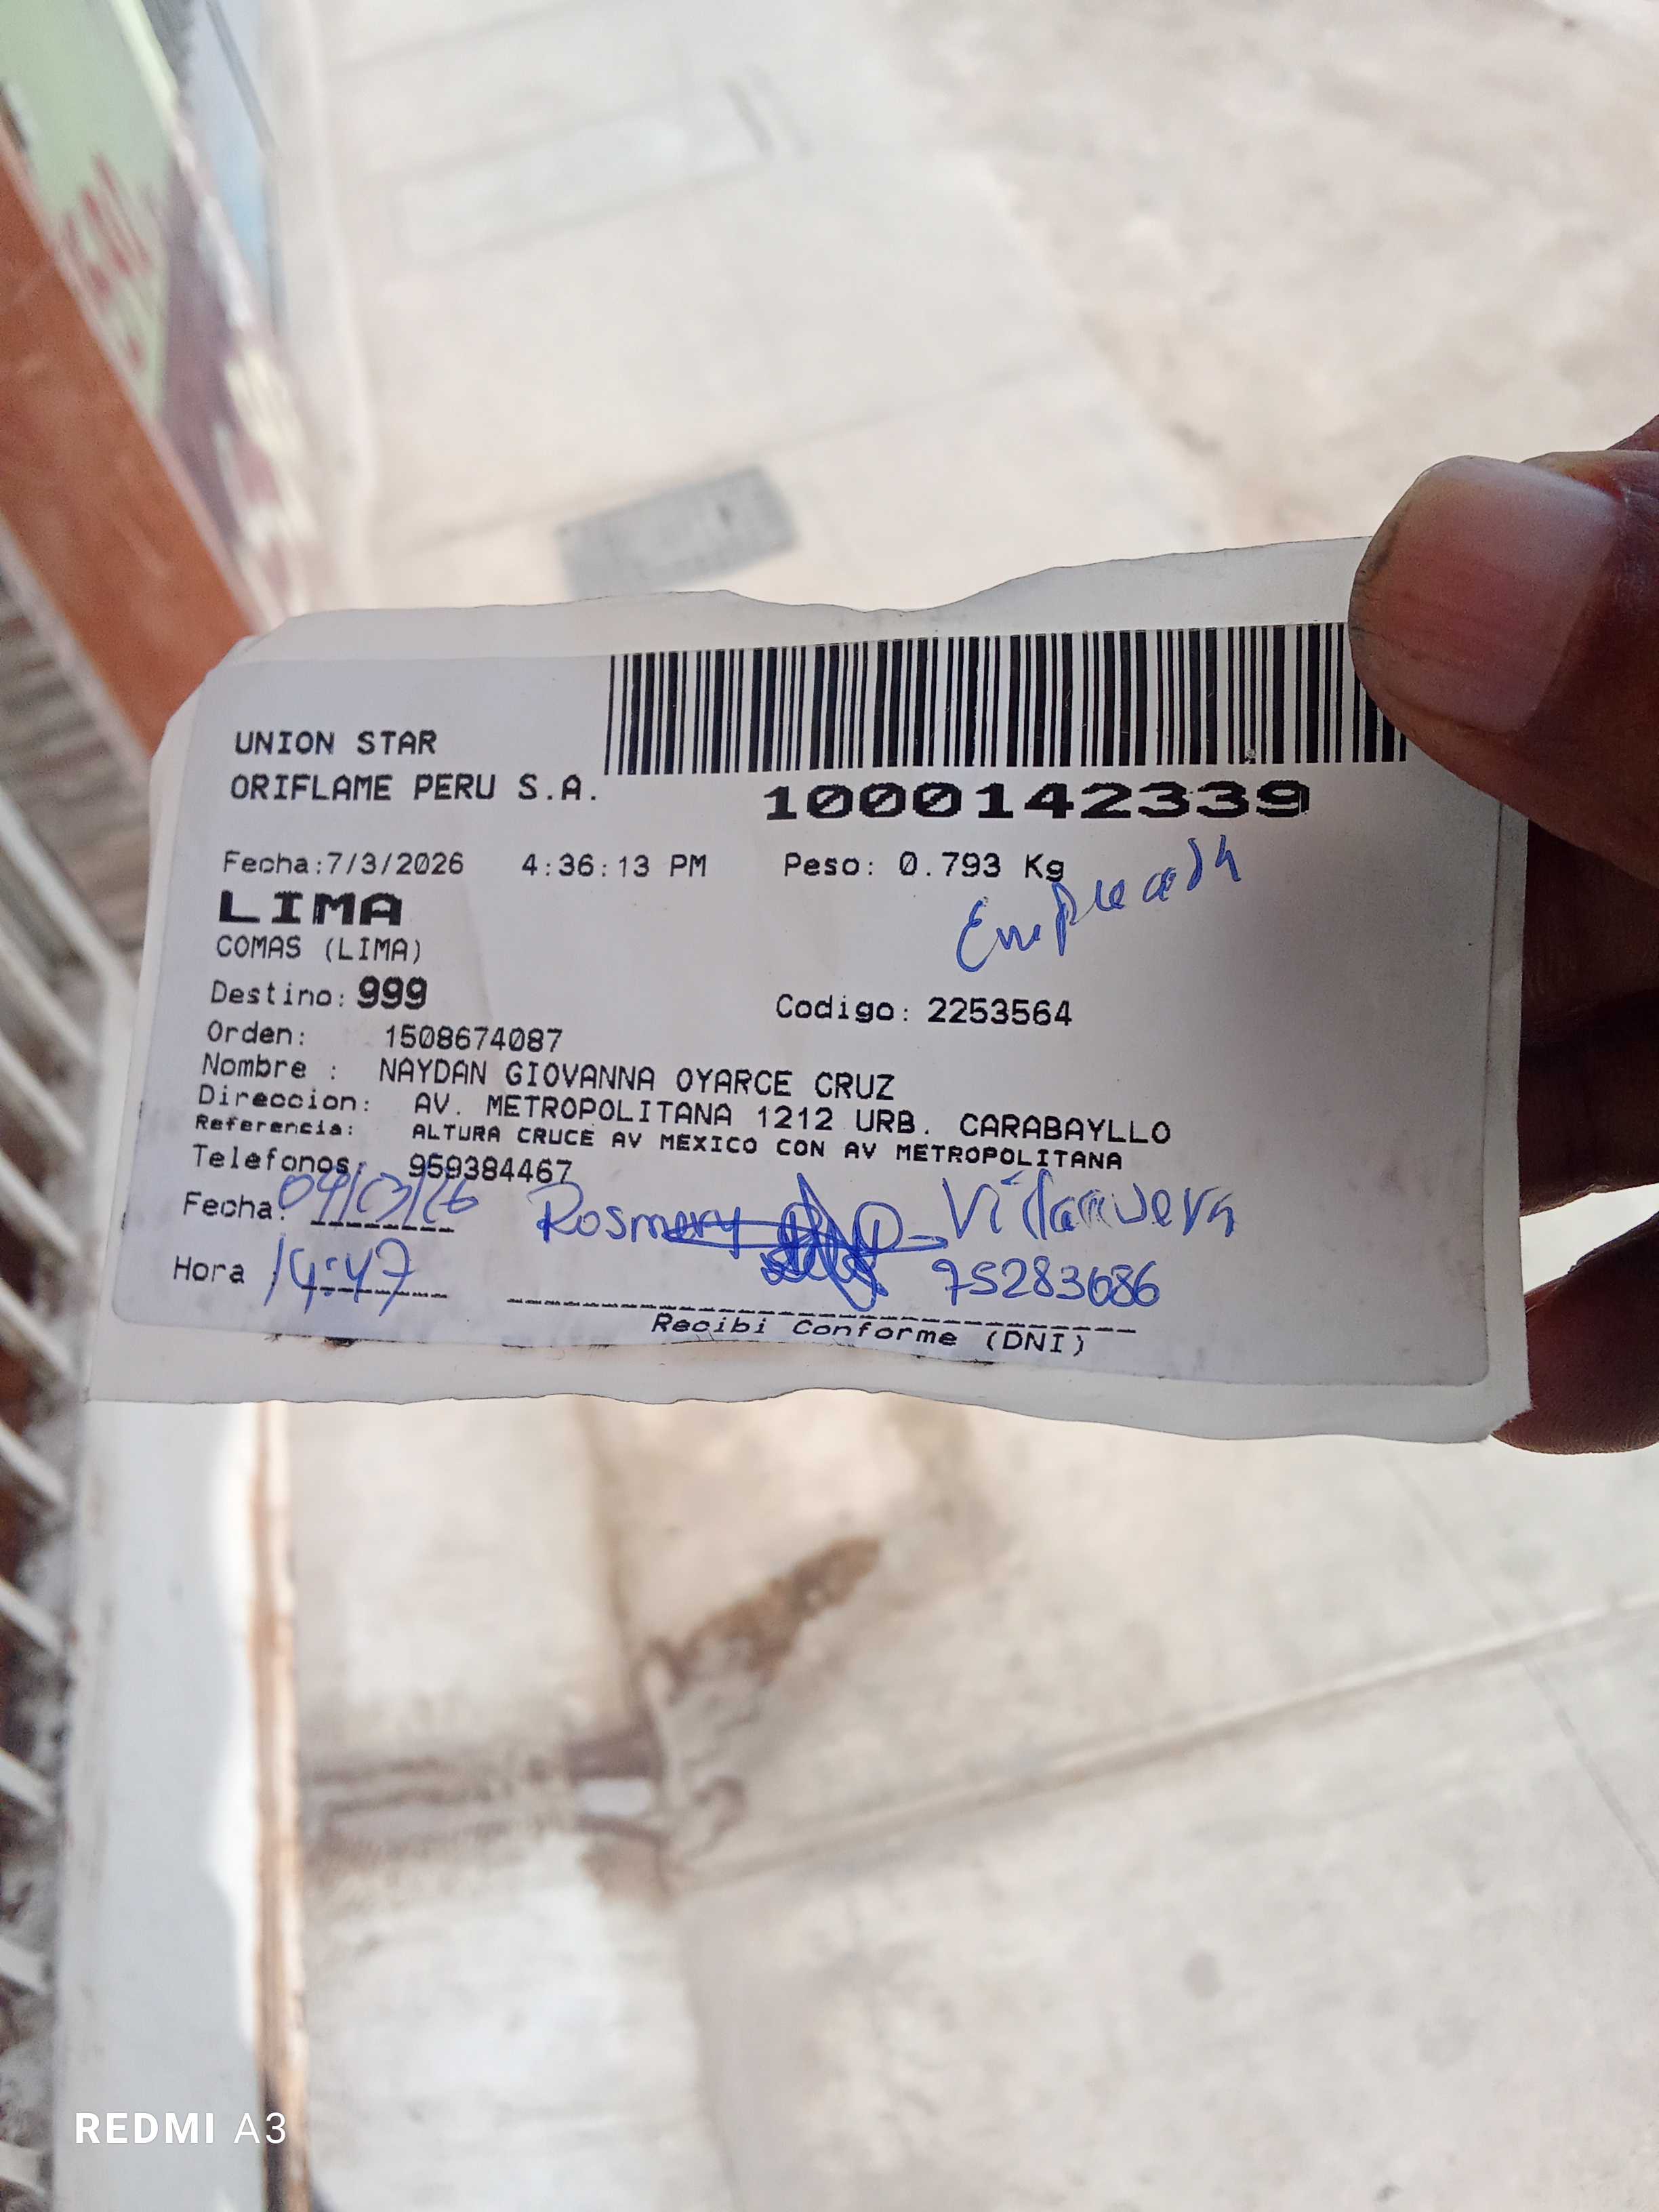 UNION STAR
ORIFLAME PERU S.A.
1000142339
Fecha:7/3/2026 4:36:13 PM Peso: 0.793 Kg
LIMA
COMAS (LIMA)
Destino: 999 Codigo: 2253564
Orden: 1508674087
Nombre : NAYDAN GIOVANNA OYARCE CRUZ
Direccion: AV. METROPOLITANA 1212 URB. CARABAYLLO
Referencia: ALTURA CRUCE AV MEXICO CON AV METROPOLITANA
Telefonos: 959384467
Fecha: 09/03/26 Rosmery Villanueva
Hora : 14:47 75283686
Recibi Conforme (DNI)
REDMI A3